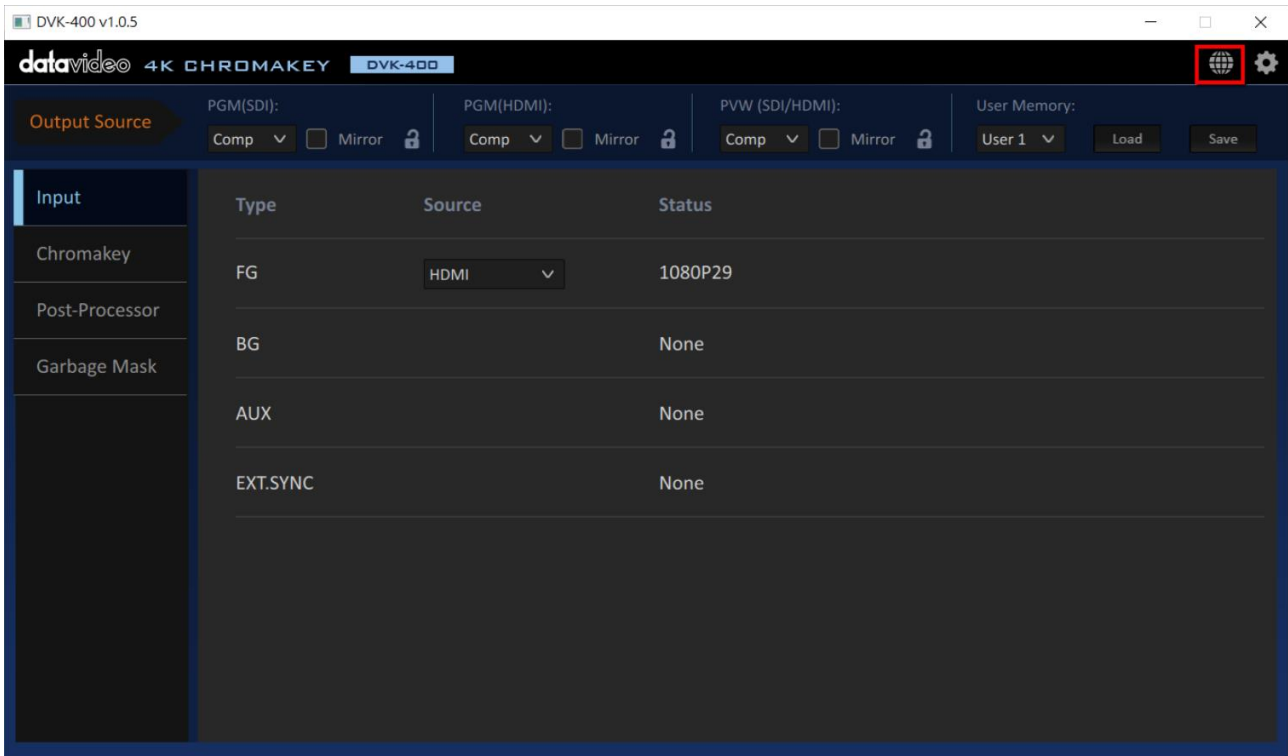 DVK-400 v1.0.5
datavideo 4K CHROMAKEY DVK-400
Output Source
PGM(SDI):
Comp Mirror
PGM(HDMI):
Comp Mirror
PVW (SDI/HDMI):
Comp Mirror
User Memory:
User 1 Load Save
Input
Chromakey
Post-Processor
Garbage Mask
Type Source Status
FG HDMI 1080P29
BG None
AUX None
EXT.SYNC None